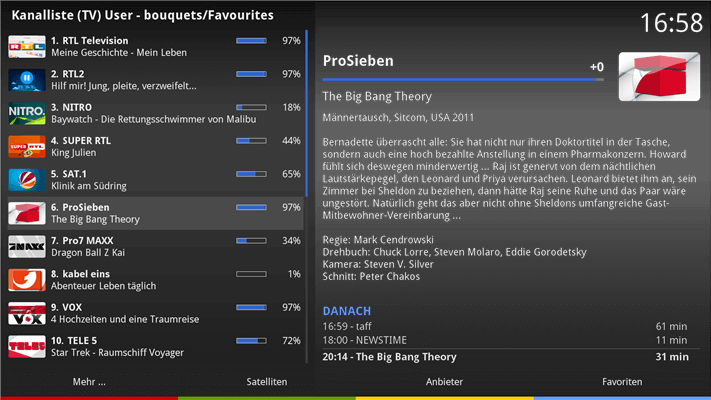 Kanalliste (TV) User - bouquets/Favourites
16:58
1. RTL Television 97%
Meine Geschichte - Mein Leben
2. RTL2 97%
Hilf mir! Jung, pleite, verzweifelt...
3. NITRO 18%
Baywatch - Die Rettungsschwimmer von Malibu
4. SUPER RTL 44%
King Julien
5. SAT.1 65%
Klinik am Südring
6. ProSieben 97%
The Big Bang Theory
7. Pro7 MAXX 34%
Dragon Ball Z Kai
8. kabel eins 1%
Abenteuer Leben täglich
9. VOX 97%
4 Hochzeiten und eine Traumreise
10. TELE 5 72%
Star Trek - Raumschiff Voyager
ProSieben +0
The Big Bang Theory
Männertausch, Sitcom, USA 2011
Bernadette überrascht alle: Sie hat nicht nur ihren Doktortitel in der Tasche,
sondern auch eine hoch bezahlte Anstellung in einem Pharmakonzern. Howard
fühlt sich deswegen minderwertig ... Raj ist genervt von dem nächtlichen
Lautstärkepegel, den Leonard und Priya verursachen. Leonard bietet ihm an, sein
Zimmer bei Sheldon zu beziehen, dann hätte Raj seine Ruhe und das Paar wäre
ungestört. Natürlich geht das aber nicht ohne Sheldons umfangreiche Gast-
Mitbewohner-Vereinbarung ...
Regie: Mark Cendrowski
Drehbuch: Chuck Lorre, Steven Molaro, Eddie Gorodetsky
Kamera: Steven V. Silver
Schnitt: Peter Chakos
DANACH
16:59 - taff 61 min
18:00 - NEWSTIME 11 min
20:14 - The Big Bang Theory 31 min
Mehr ... Satelliten Anbieter Favoriten